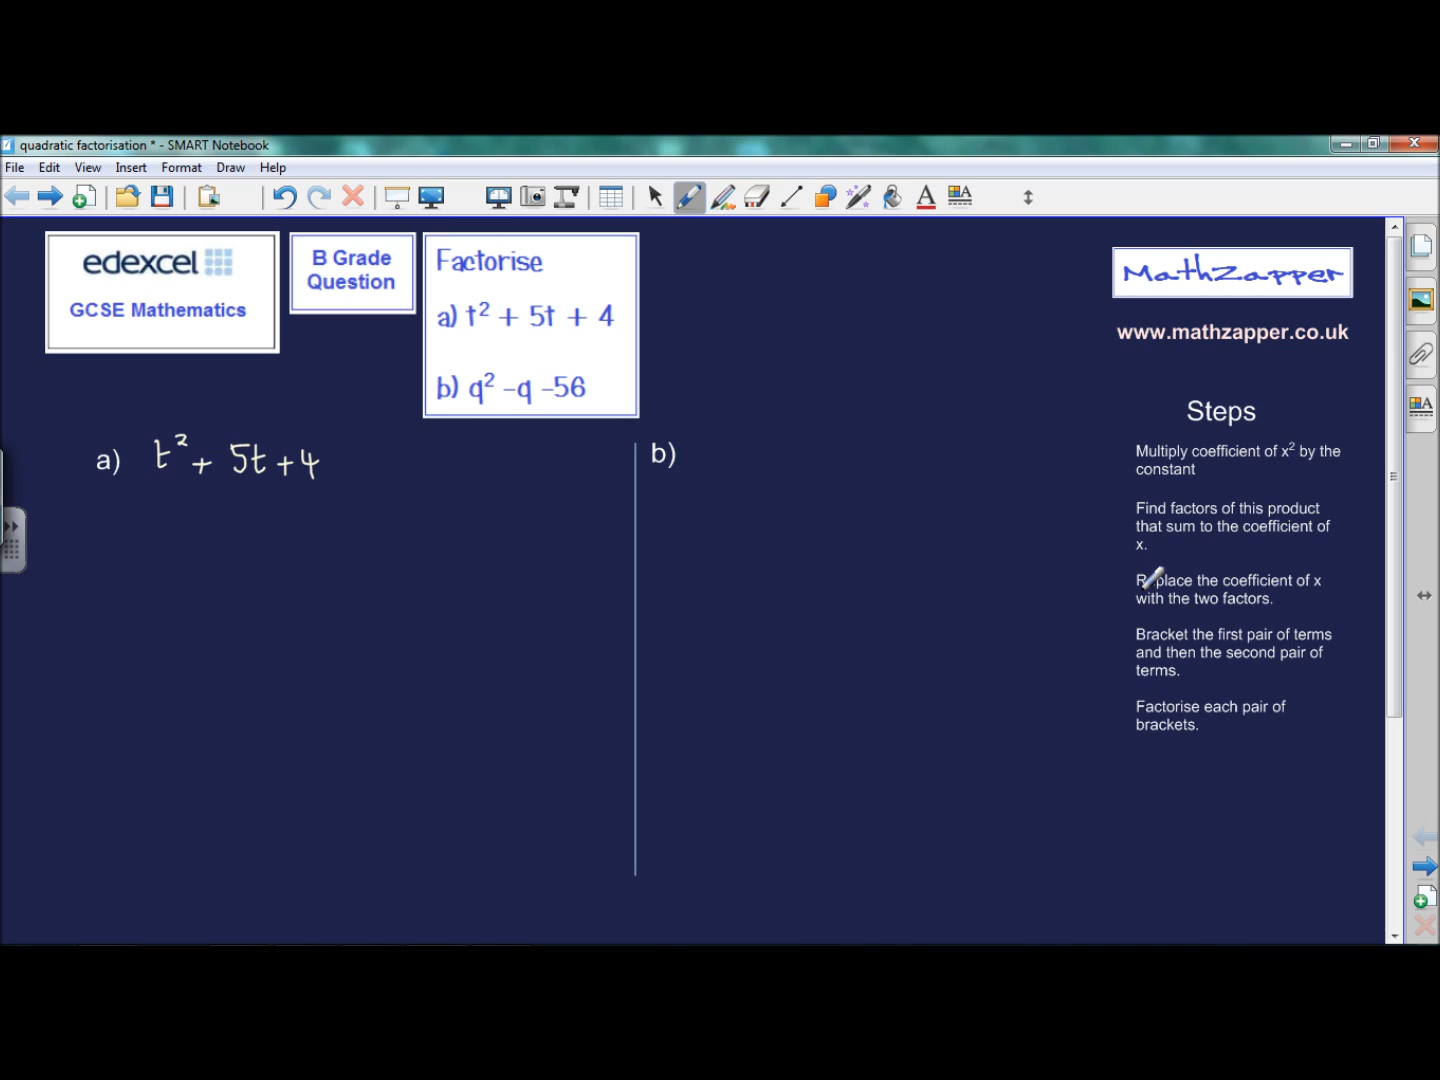 quadratic factorisation * - SMART Notebook
File Edit View Insert Format Draw Help
edexcel
GCSE Mathematics
B Grade
Question
Factorise
a) t² + 5t + 4
b) q² -q -56
MathZapper
www.mathzapper.co.uk
a) t² + 5t + 4
b)
Steps
Multiply coefficient of x² by the
constant
Find factors of this product
that sum to the coefficient of
x.
Replace the coefficient of x
with the two factors.
Bracket the first pair of terms
and then the second pair of
terms.
Factorise each pair of
brackets.